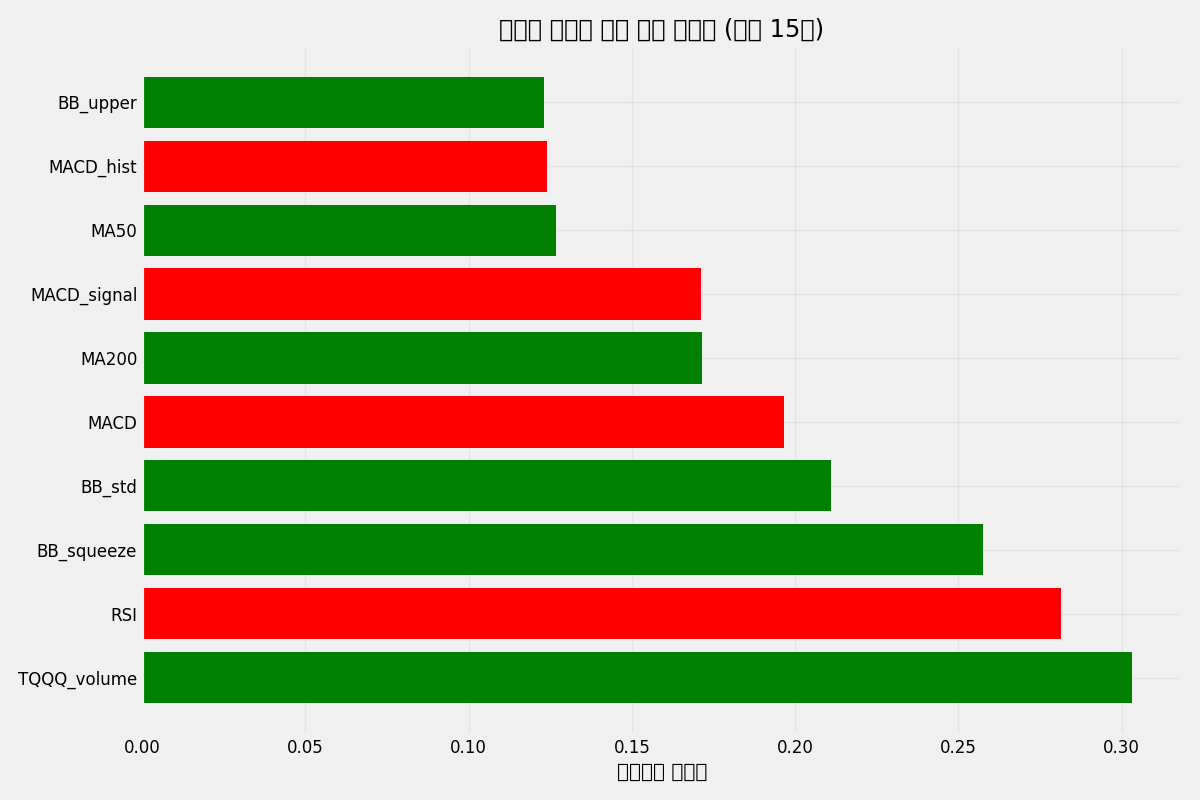 (   15 )
BB_upper
MACD_hist
MA50
MACD_signal
MA200
MACD
BB_std
BB_squeeze
RSI
TQQQ_volume
0.00 0.05 0.10 0.15 0.20 0.25 0.30